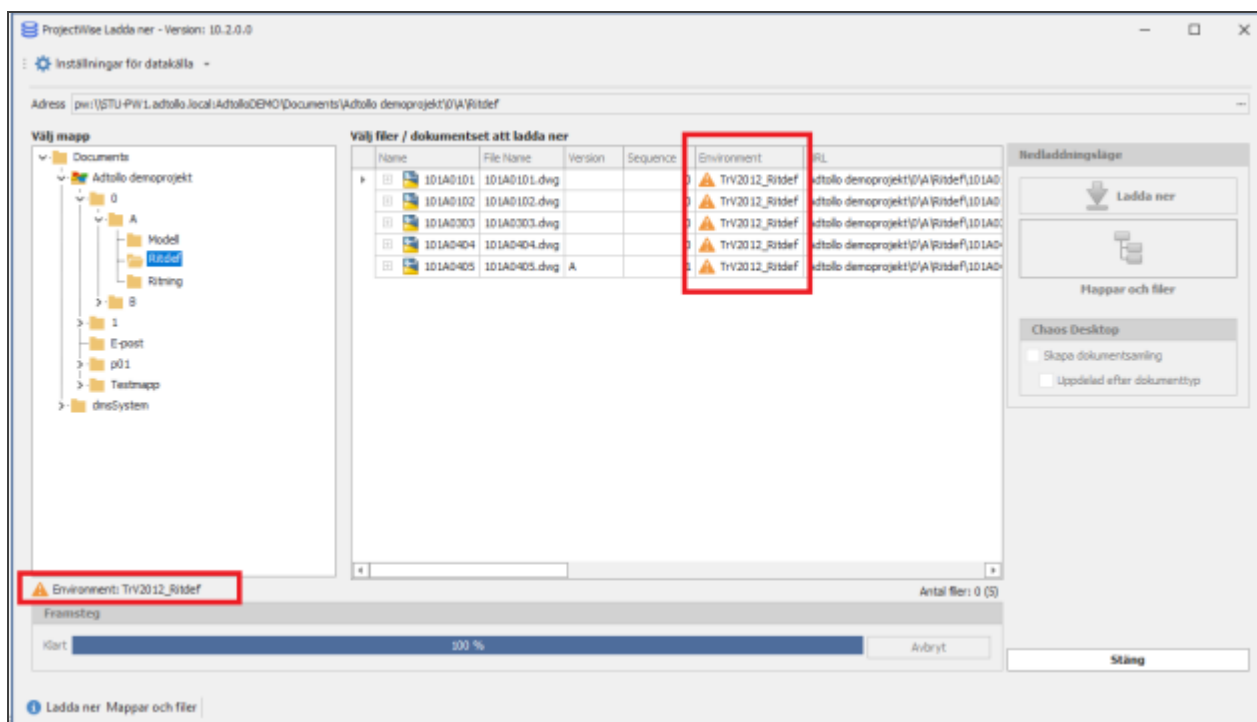 ProjectWise Ladda ner - Version: 10.2.0.0
Inställningar för datakälla
Adress pw:\\STU-PW1.adtollo.local:AdtolloDEMO\Documents\Adtollo demoprojekt\0\A\Ritdef
Välj mapp
Documents
Adtollo demoprojekt
0
A
Modell
Ritdef
Ritning
B
1
E-post
p01
Testmapp
dmsSystem
Environment: TrV2012_Ritdef
Välj filer / dokumentset att ladda ner
Name File Name Version Sequence Environment URL
101A0101 101A0101.dwg 0 TrV2012_Ritdef Adtollo demoprojekt\0\A\Ritdef\101A0
101A0102 101A0102.dwg 0 TrV2012_Ritdef Adtollo demoprojekt\0\A\Ritdef\101A0
101A0303 101A0303.dwg 0 TrV2012_Ritdef Adtollo demoprojekt\0\A\Ritdef\101A0
101A0404 101A0404.dwg 0 TrV2012_Ritdef Adtollo demoprojekt\0\A\Ritdef\101A0
101A0405 101A0405.dwg A 1 TrV2012_Ritdef Adtollo demoprojekt\0\A\Ritdef\101A0
Antal filer: 0 (5)
Nedladdningsläge
Ladda ner
Mappar och filer
Chaos Desktop
Skapa dokumentsamling
Uppdelad efter dokumenttyp
Framsteg
Klart 100 % Avbryt
Stäng
Ladda ner Mappar och filer